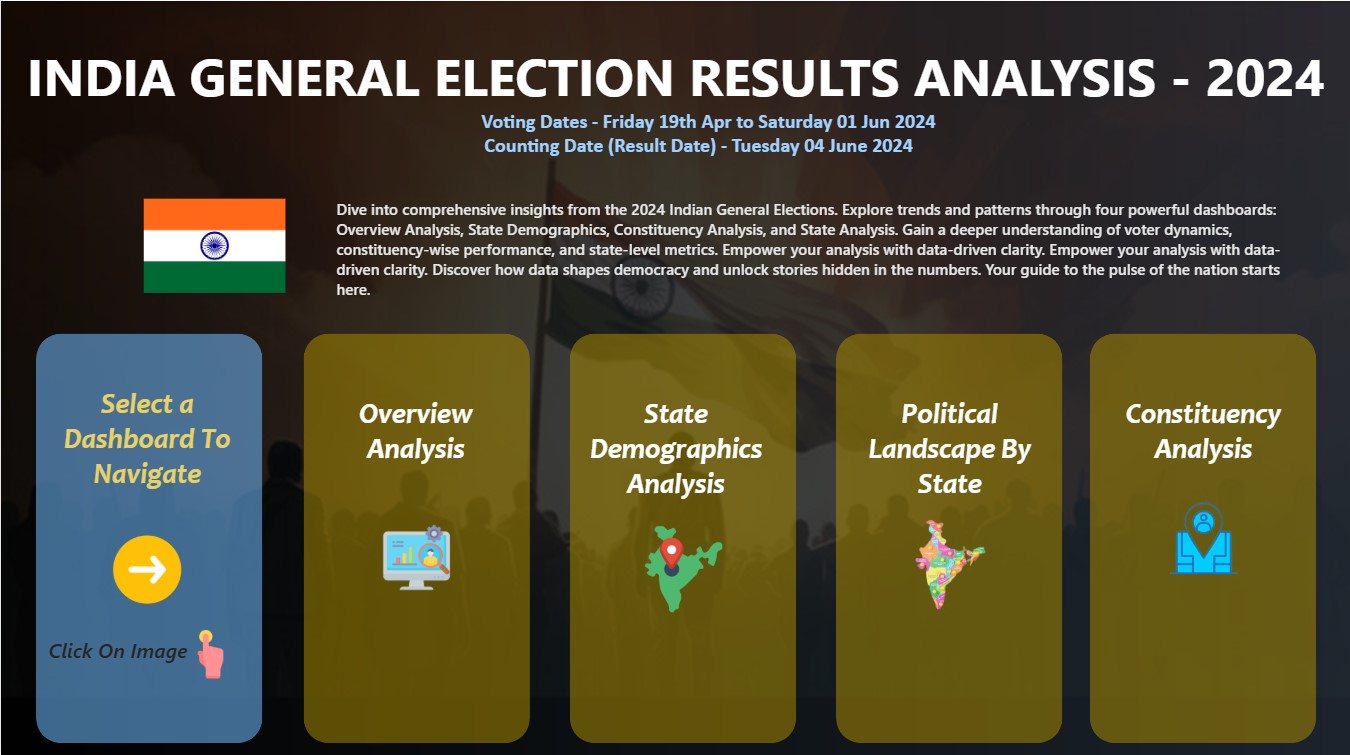 INDIA GENERAL ELECTION RESULTS ANALYSIS - 2024
Voting Dates - Friday 19th Apr to Saturday 01 Jun 2024
Counting Date (Result Date) - Tuesday 04 June 2024
Dive into comprehensive insights from the 2024 Indian General Elections. Explore trends and patterns through four powerful dashboards:
Overview Analysis, State Demographics, Constituency Analysis, and State Analysis. Gain a deeper understanding of voter dynamics,
constituency-wise performance, and state-level metrics. Empower your analysis with data-driven clarity. Empower your analysis with data-
driven clarity. Discover how data shapes democracy and unlock stories hidden in the numbers. Your guide to the pulse of the nation starts
here.
Select a
Dashboard To
Navigate
Click On Image
Overview
Analysis
State
Demographics
Analysis
Political
Landscape By
State
Constituency
Analysis